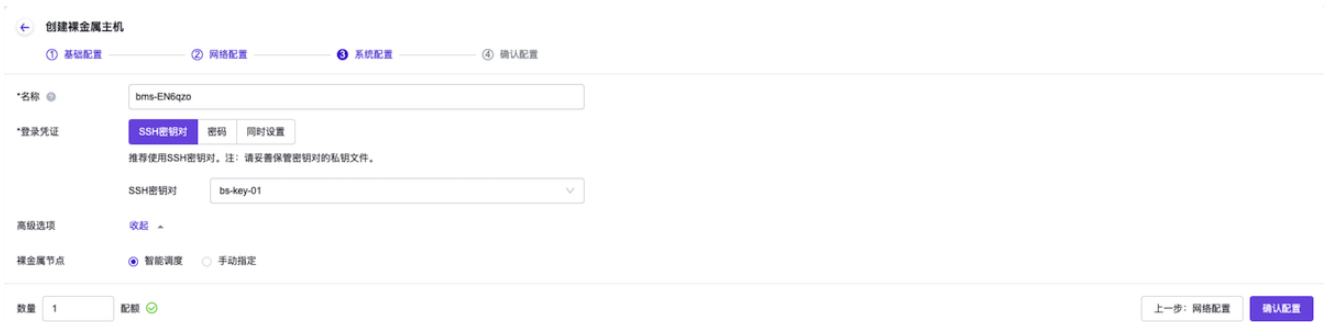 创建裸金属主机
① 基础配置 ② 网络配置 ③ 系统配置 ④ 确认配置
*名称 bms-EN6qzo
*登录凭证 SSH密钥对 密码 同时设置
推荐使用SSH密钥对。注：请妥善保管密钥对的私钥文件。
SSH密钥对 bs-key-01
高级选项 收起
裸金属节点 智能调度 手动指定
数量 1 配额 上一步：网络配置 确认配置